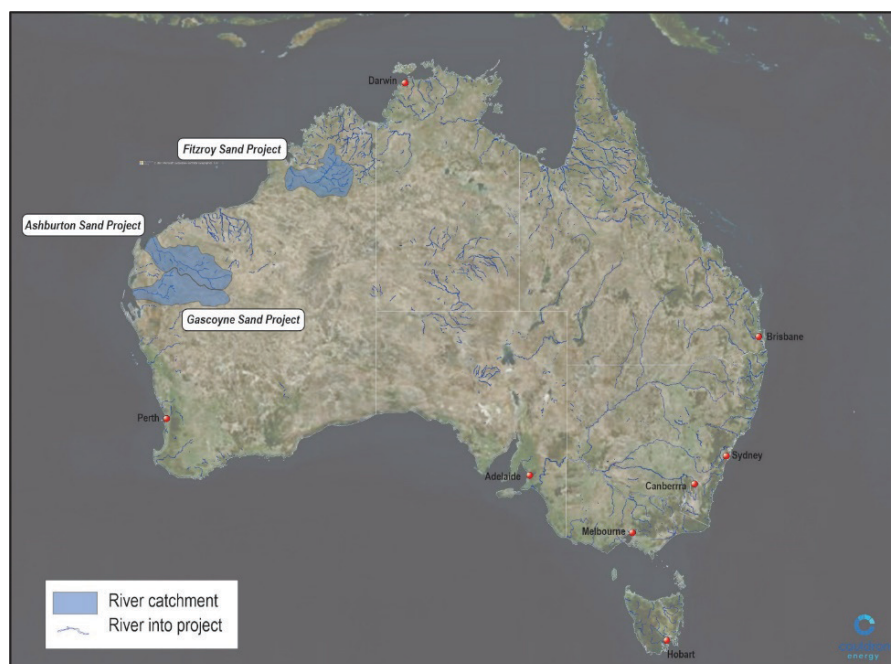 Darwin
Fitzroy Sand Project
Ashburton Sand Project
Gascoyne Sand Project
Brisbane
Perth
Sydney
Adelaide
Canberrra
Melbourne
River catchment
River into project
energy
Hobart